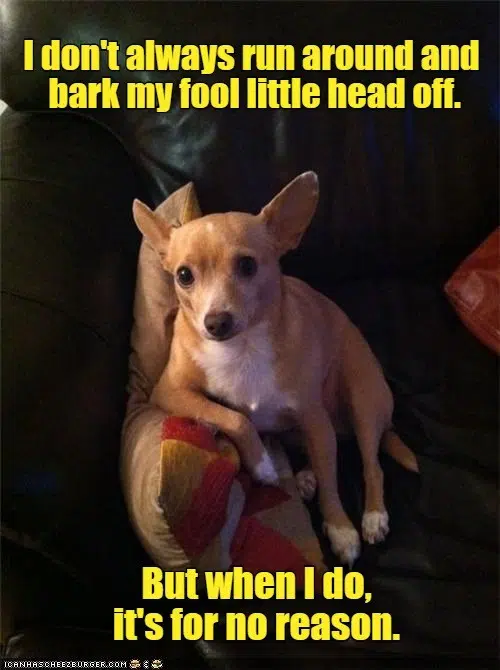 I don't always run around and
bark my fool little head off.
But when I do,
it's for no reason.
ICANHASCHEEZBURGER.COM